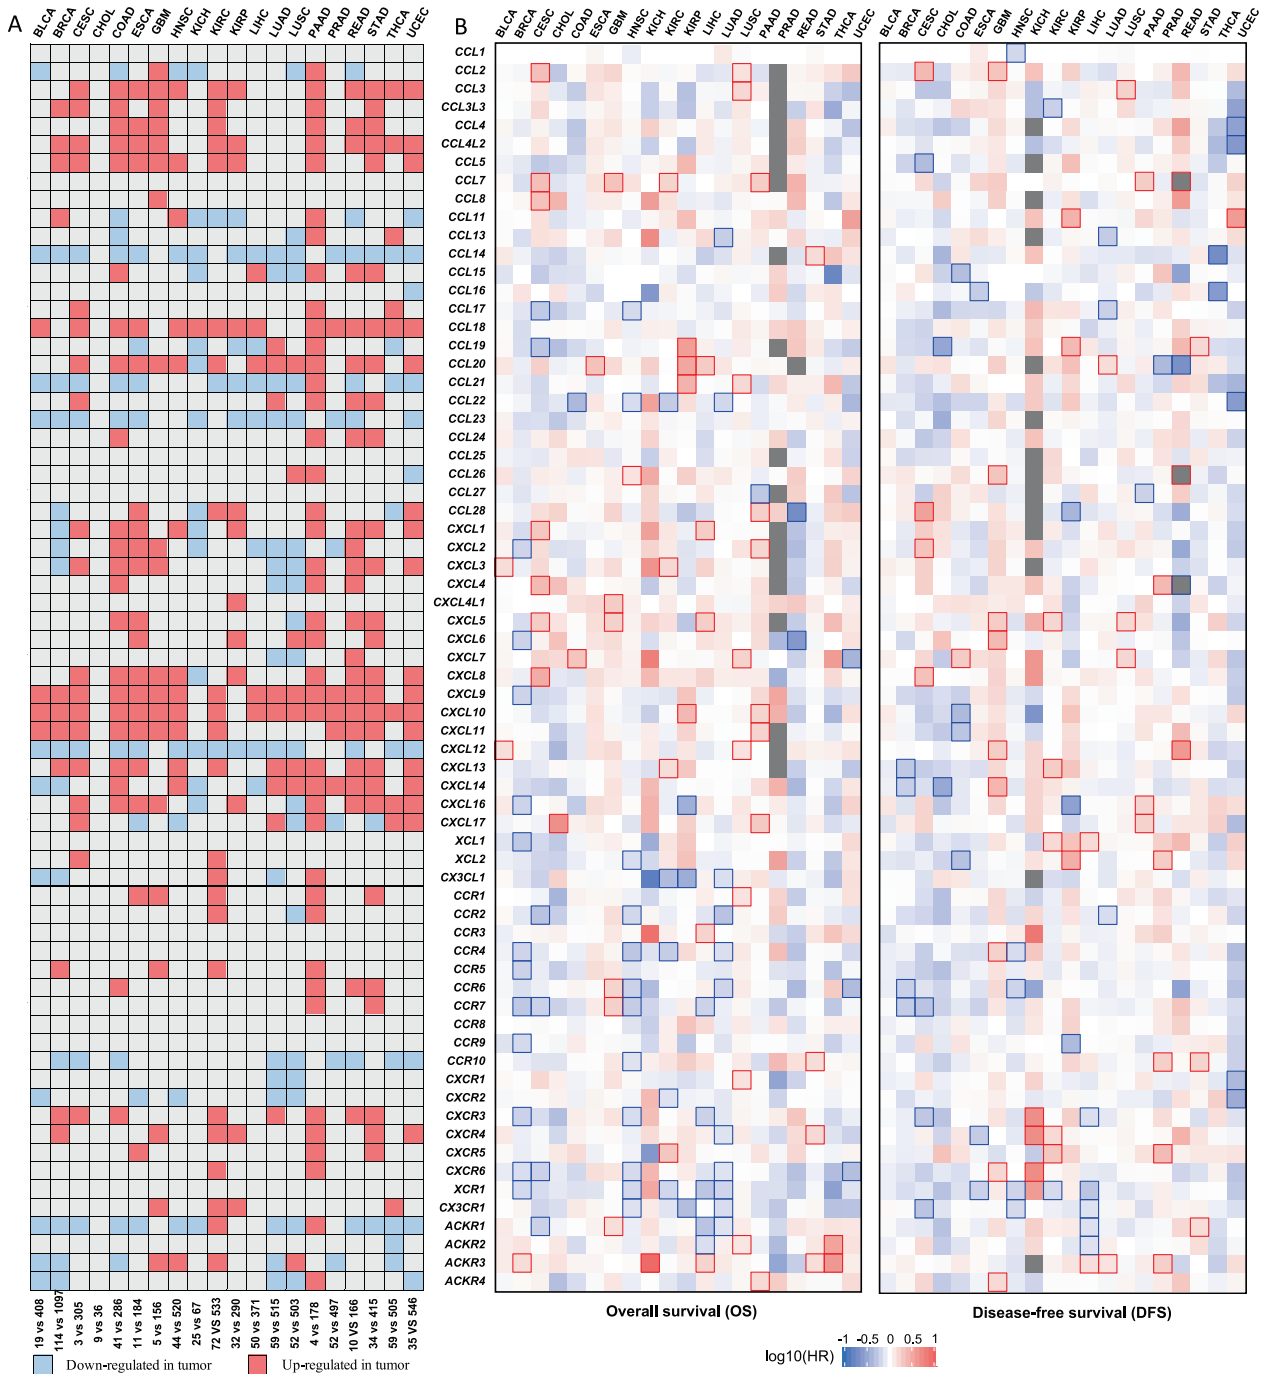 A
BLCA BRCA CESC CHOL COAD ESCA GBM HNSC KICH KIRC KIRP LIHC LUAD LUSC PAAD PRAD READ STAD THCA UCEC
B
BLCA BRCA CESC CHOL COAD ESCA GBM HNSC KICH KIRC KIRP LIHC LUAD LUSC PAAD PRAD READ STAD THCA UCEC
BLCA BRCA CESC CHOL COAD ESCA GBM HNSC KICH KIRC KIRP LIHC LUAD LUSC PAAD PRAD READ STAD THCA UCEC
CCL1
CCL2
CCL3
CCL3L3
CCL4
CCL4L2
CCL5
CCL7
CCL8
CCL11
CCL13
CCL14
CCL15
CCL16
CCL17
CCL18
CCL19
CCL20
CCL21
CCL22
CCL23
CCL24
CCL25
CCL26
CCL27
CCL28
CXCL1
CXCL2
CXCL3
CXCL4
CXCL4L1
CXCL5
CXCL6
CXCL7
CXCL8
CXCL9
CXCL10
CXCL11
CXCL12
CXCL13
CXCL14
CXCL16
CXCL17
XCL1
XCL2
CX3CL1
CCR1
CCR2
CCR3
CCR4
CCR5
CCR6
CCR7
CCR8
CCR9
CCR10
CXCR1
CXCR2
CXCR3
CXCR4
CXCR5
CXCR6
XCR1
CX3CR1
ACKR1
ACKR2
ACKR3
ACKR4
19 vs 408
114 vs 1097
3 vs 305
9 vs 36
41 vs 286
11 vs 184
5 vs 156
44 vs 520
25 vs 67
72 VS 533
32 vs 290
50 vs 371
59 vs 515
52 vs 503
4 vs 178
52 vs 497
10 VS 166
34 vs 415
59 vs 505
35 VS 546
Down-regulated in tumor
Up-regulated in tumor
Overall survival (OS)
Disease-free survival (DFS)
log10(HR)
-1 -0.5 0 0.5 1